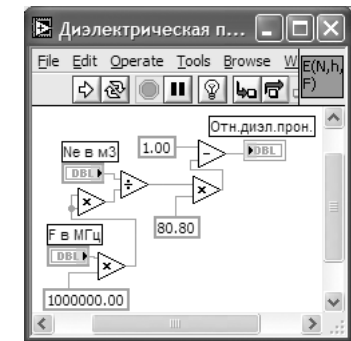 Диэлектрическая п...
File Edit Operate Tools Browse W
E(N,h,
F)
Отн.диэл.прон.
1.00
DBL
Ne в м3
DBL
80.80
F в МГц
DBL
1000000.00